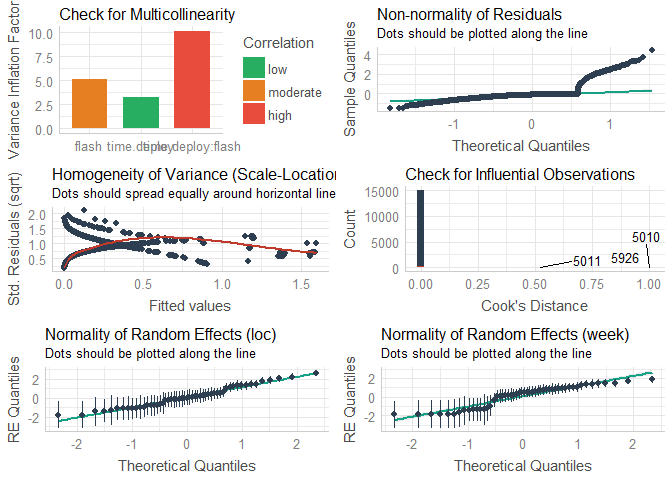 Check for Multicollinearity
Variance Inflation Factor
10.0
7.5
5.0
2.5
0.0
flash
time.deploy
time.deploy:flash
Correlation
low
moderate
high
Non-normality of Residuals
Dots should be plotted along the line
Sample Quantiles
4
2
0
-1
0
1
Theoretical Quantiles
Homogeneity of Variance (Scale-Location
Dots should spread equally around horizontal line
Std. Residuals (sqrt)
2.0
1.5
1.0
0.5
0.0
0.5
1.0
1.5
Fitted values
Check for Influential Observations
Count
15000
10000
5000
0
5010
5926
5011
0.00
0.25
0.50
0.75
1.00
Cook's Distance
Normality of Random Effects (loc)
Dots should be plotted along the line
RE Quantiles
2
0
-2
-2
-1
0
1
2
Theoretical Quantiles
Normality of Random Effects (week)
Dots should be plotted along the line
RE Quantiles
2
0
-2
-2
-1
0
1
2
Theoretical Quantiles